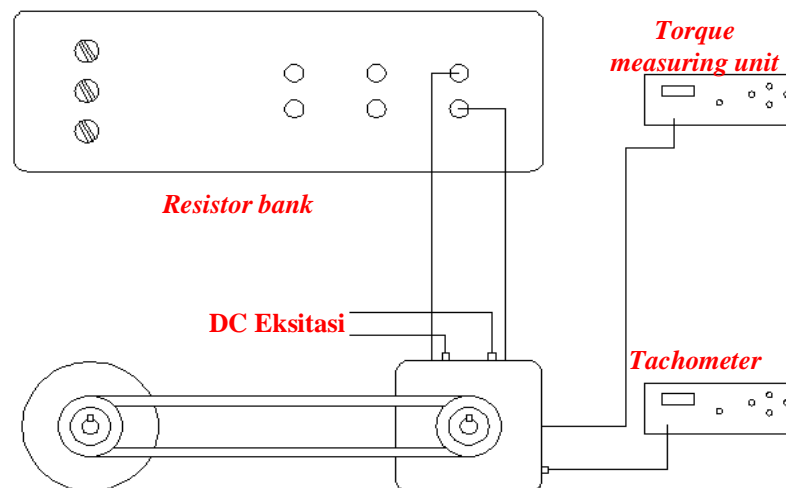 Torque
measuring unit
Resistor bank
DC Eksitasi
Tachometer